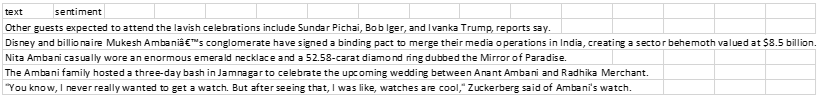 text sentiment
Other guests expected to attend the lavish celebrations include Sundar Pichai, Bob Iger, and Ivanka Trump, reports say.
Disney and billionaire Mukesh Ambaniâ€™s conglomerate have signed a binding pact to merge their media operations in India, creating a sector behemoth valued at $8.5 billion.
Nita Ambani casually wore an enormous emerald necklace and a 52.58-carat diamond ring dubbed the Mirror of Paradise.
The Ambani family hosted a three-day bash in Jamnagar to celebrate the upcoming wedding between Anant Ambani and Radhika Merchant.
"You know, I never really wanted to get a watch. But after seeing that, I was like, watches are cool," Zuckerberg said of Ambani's watch.